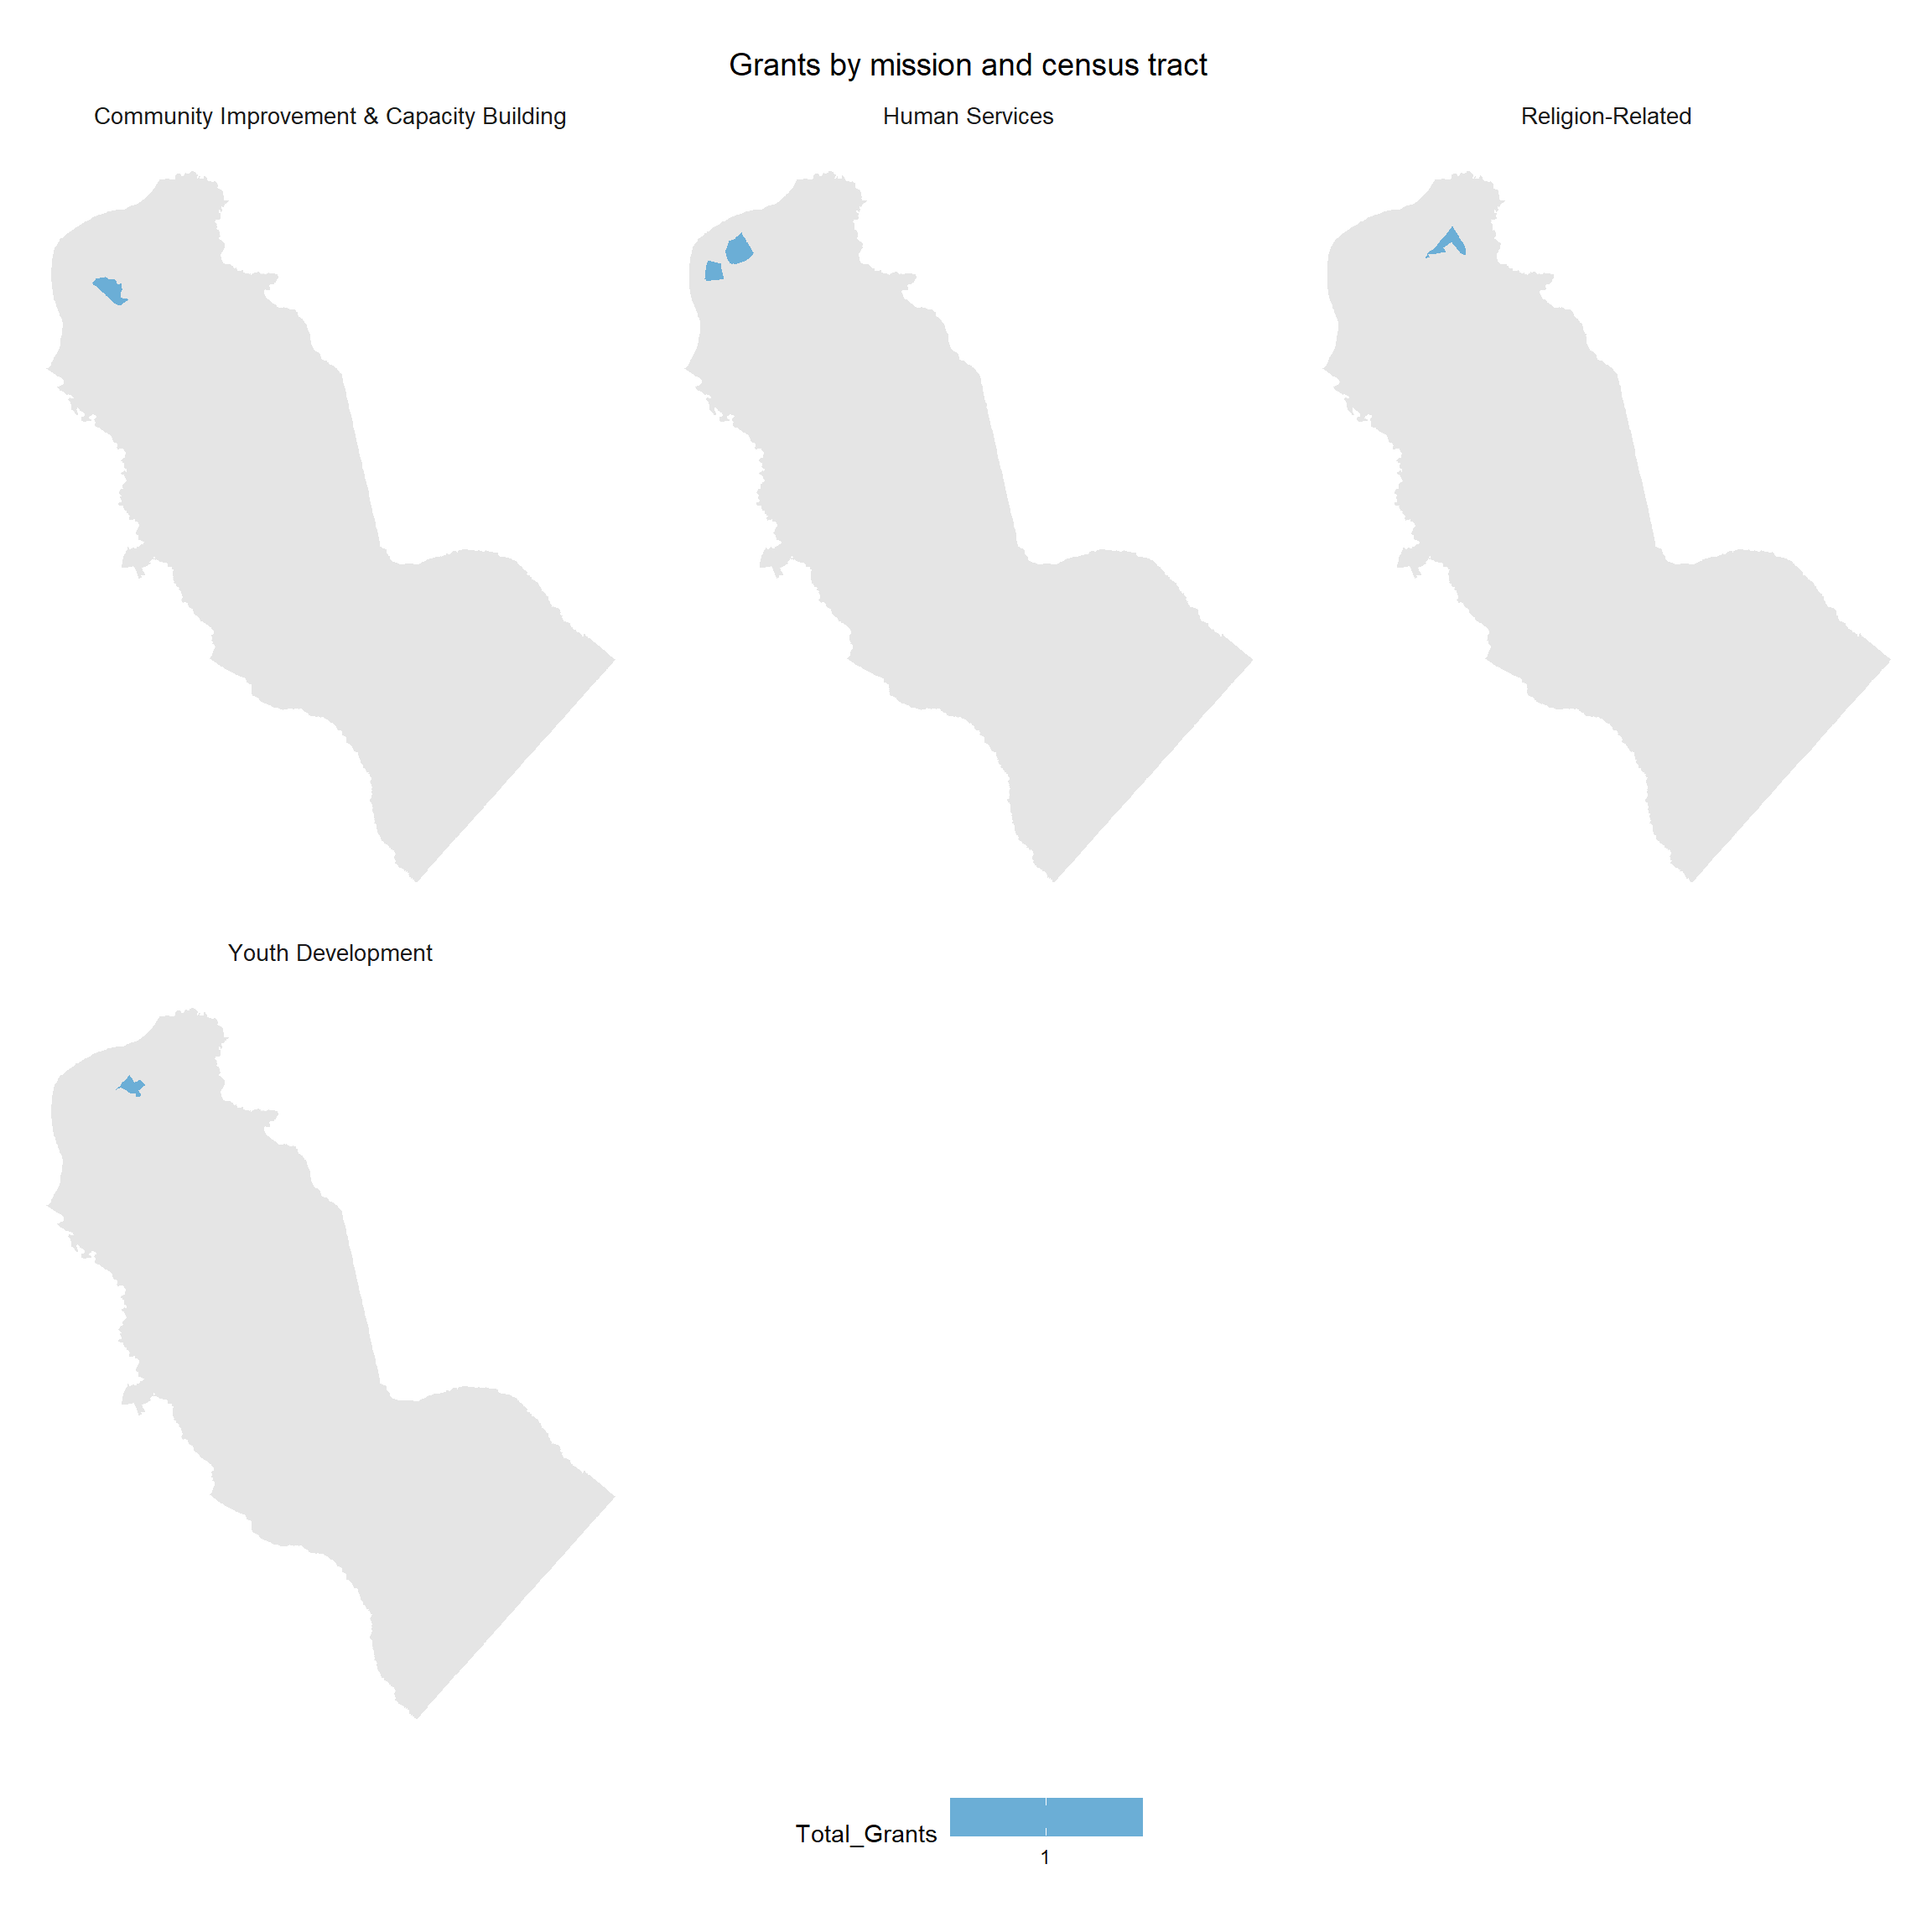 Grants by mission and census tract
Community Improvement & Capacity Building
Human Services
Religion-Related
Youth Development
Total_Grants
1